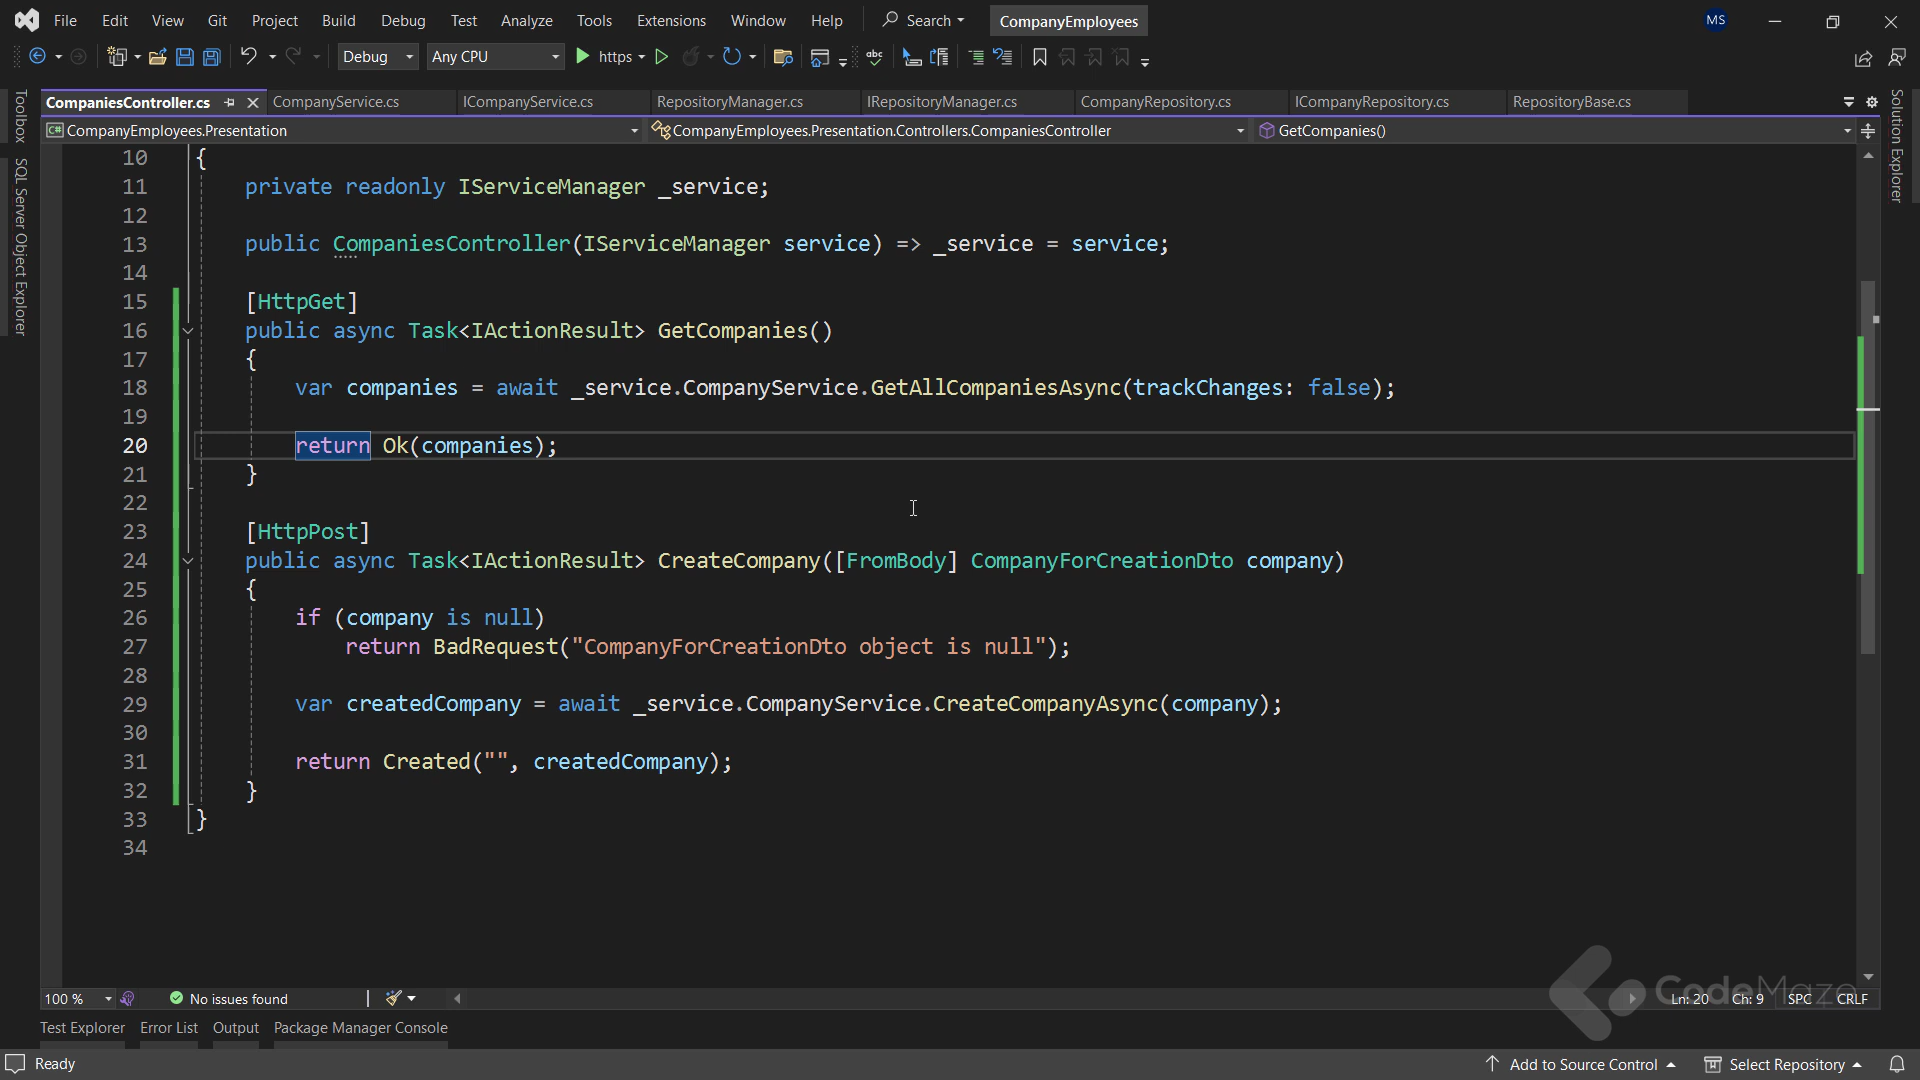 File Edit View Git Project Build Debug Test Analyze Tools Extensions Window Help Search CompanyEmployees MS
Debug Any CPU https abc
CompaniesController.cs CompanyService.cs ICompanyService.cs RepositoryManager.cs IRepositoryManager.cs CompanyRepository.cs ICompanyRepository.cs RepositoryBase.cs
Toolbox
SQL Server Object Explorer
Solution Explorer
C# CompanyEmployees.Presentation CompanyEmployees.Presentation.Controllers.CompaniesController GetCompanies()
10 {
11 private readonly IServiceManager _service;
12
13 public CompaniesController(IServiceManager service) => _service = service;
14
15 [HttpGet]
16 public async Task<IActionResult> GetCompanies()
17 {
18 var companies = await _service.CompanyService.GetAllCompaniesAsync(trackChanges: false);
19
20 return Ok(companies);
21 }
22
23 [HttpPost]
24 public async Task<IActionResult> CreateCompany([FromBody] CompanyForCreationDto company)
25 {
26 if (company is null)
27 return BadRequest("CompanyForCreationDto object is null");
28
29 var createdCompany = await _service.CompanyService.CreateCompanyAsync(company);
30
31 return Created("", createdCompany);
32 }
33 }
34
CodeMaze
100 % No issues found Ln: 20 Ch: 9 SPC CRLF
Test Explorer Error List Output Package Manager Console
Ready Add to Source Control Select Repository